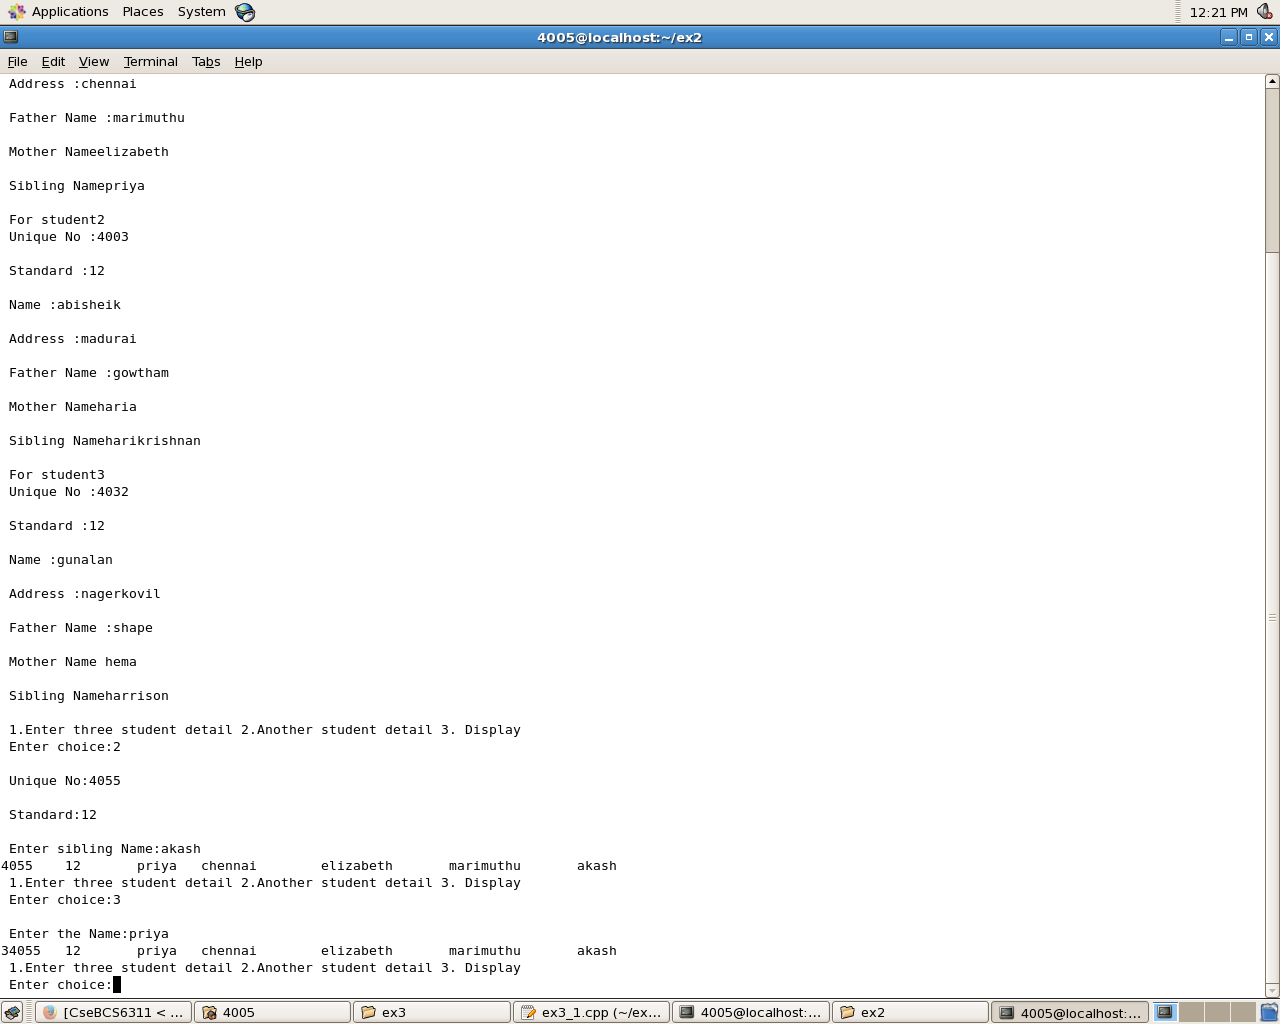 Applications Places System 12:21 PM
4005@localhost:~/ex2
File Edit View Terminal Tabs Help
Address :chennai
Father Name :marimuthu
Mother Nameelizabeth
Sibling Namepriya
For student2
Unique No :4003
Standard :12
Name :abisheik
Address :madurai
Father Name :gowtham
Mother Nameharia
Sibling Nameharikrishnan
For student3
Unique No :4032
Standard :12
Name :gunalan
Address :nagerkovil
Father Name :shape
Mother Name hema
Sibling Nameharrison
1.Enter three student detail 2.Another student detail 3. Display
Enter choice:2
Unique No:4055
Standard:12
Enter sibling Name:akash
4055 12 priya chennai elizabeth marimuthu akash
1.Enter three student detail 2.Another student detail 3. Display
Enter choice:3
Enter the Name:priya
34055 12 priya chennai elizabeth marimuthu akash
1.Enter three student detail 2.Another student detail 3. Display
Enter choice:
[CseBCS6311 < ... 4005 ex3 ex3_1.cpp (~/ex... 4005@localhost:... ex2 4005@localhost:...